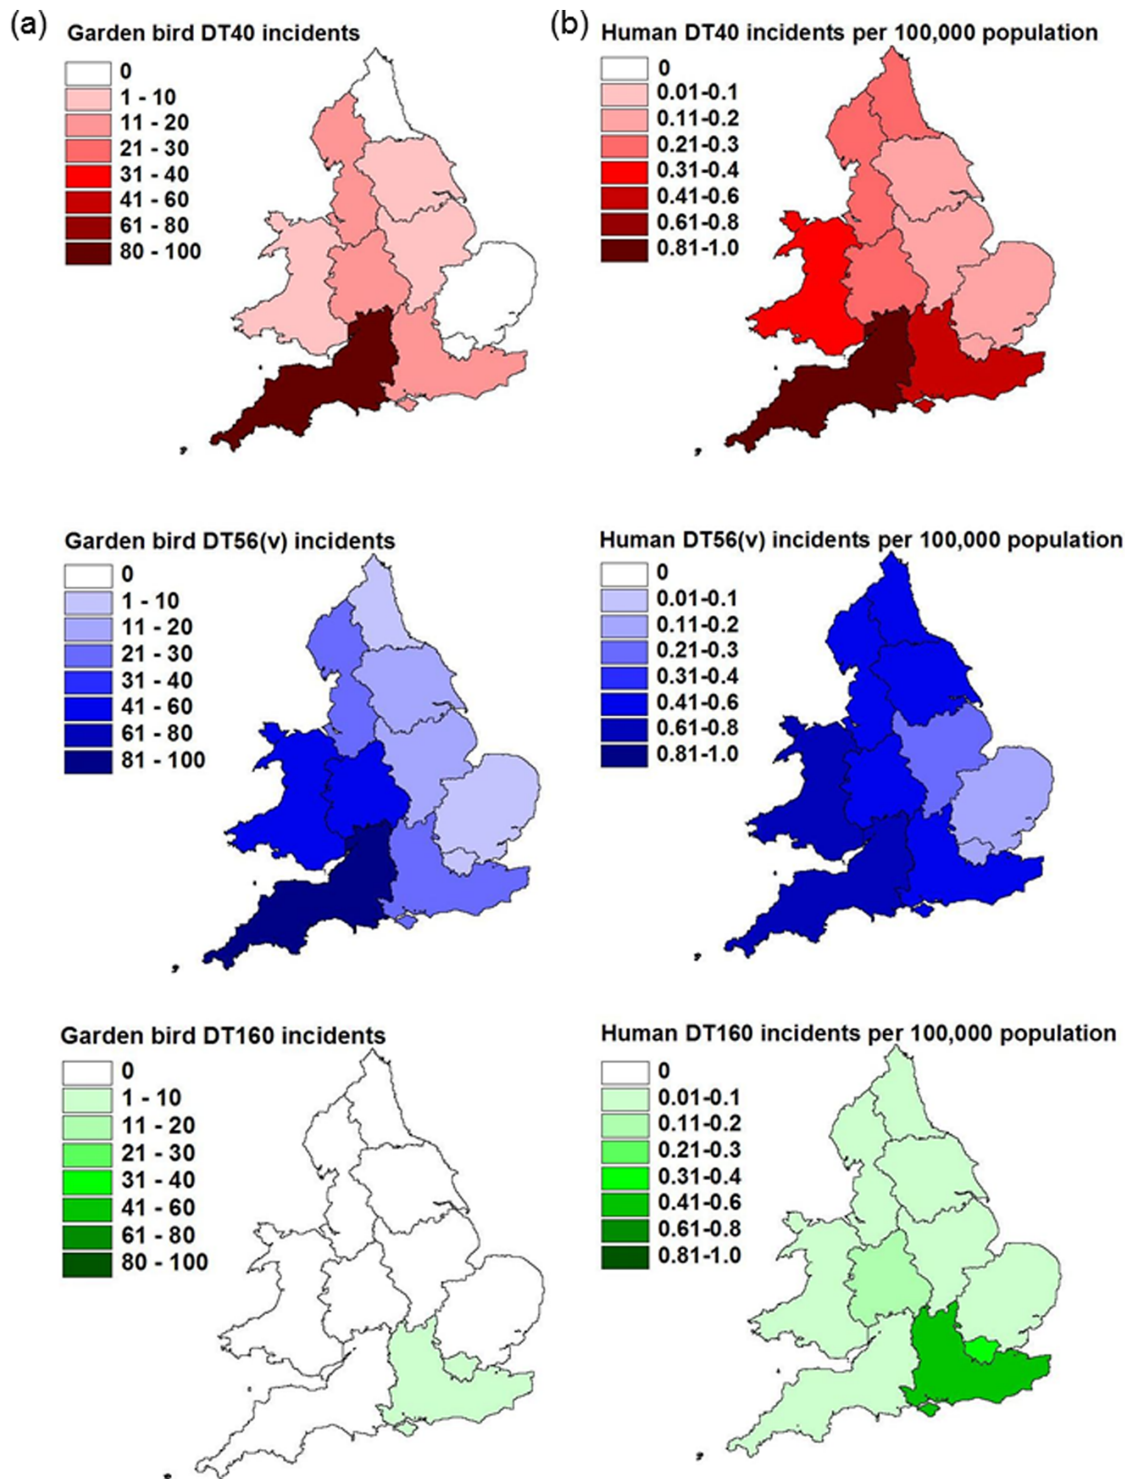 (a)
Garden bird DT40 incidents
0
1 - 10
11 - 20
21 - 30
31 - 40
41 - 60
61 - 80
80 - 100
(b)
Human DT40 incidents per 100,000 population
0
0.01-0.1
0.11-0.2
0.21-0.3
0.31-0.4
0.41-0.6
0.61-0.8
0.81-1.0
Garden bird DT56(v) incidents
0
1 - 10
11 - 20
21 - 30
31 - 40
41 - 60
61 - 80
81 - 100
Human DT56(v) incidents per 100,000 population
0
0.01-0.1
0.11-0.2
0.21-0.3
0.31-0.4
0.41-0.6
0.61-0.8
0.81-1.0
Garden bird DT160 incidents
0
1 - 10
11 - 20
21 - 30
31 - 40
41 - 60
61 - 80
80 - 100
Human DT160 incidents per 100,000 population
0
0.01-0.1
0.11-0.2
0.21-0.3
0.31-0.4
0.41-0.6
0.61-0.8
0.81-1.0